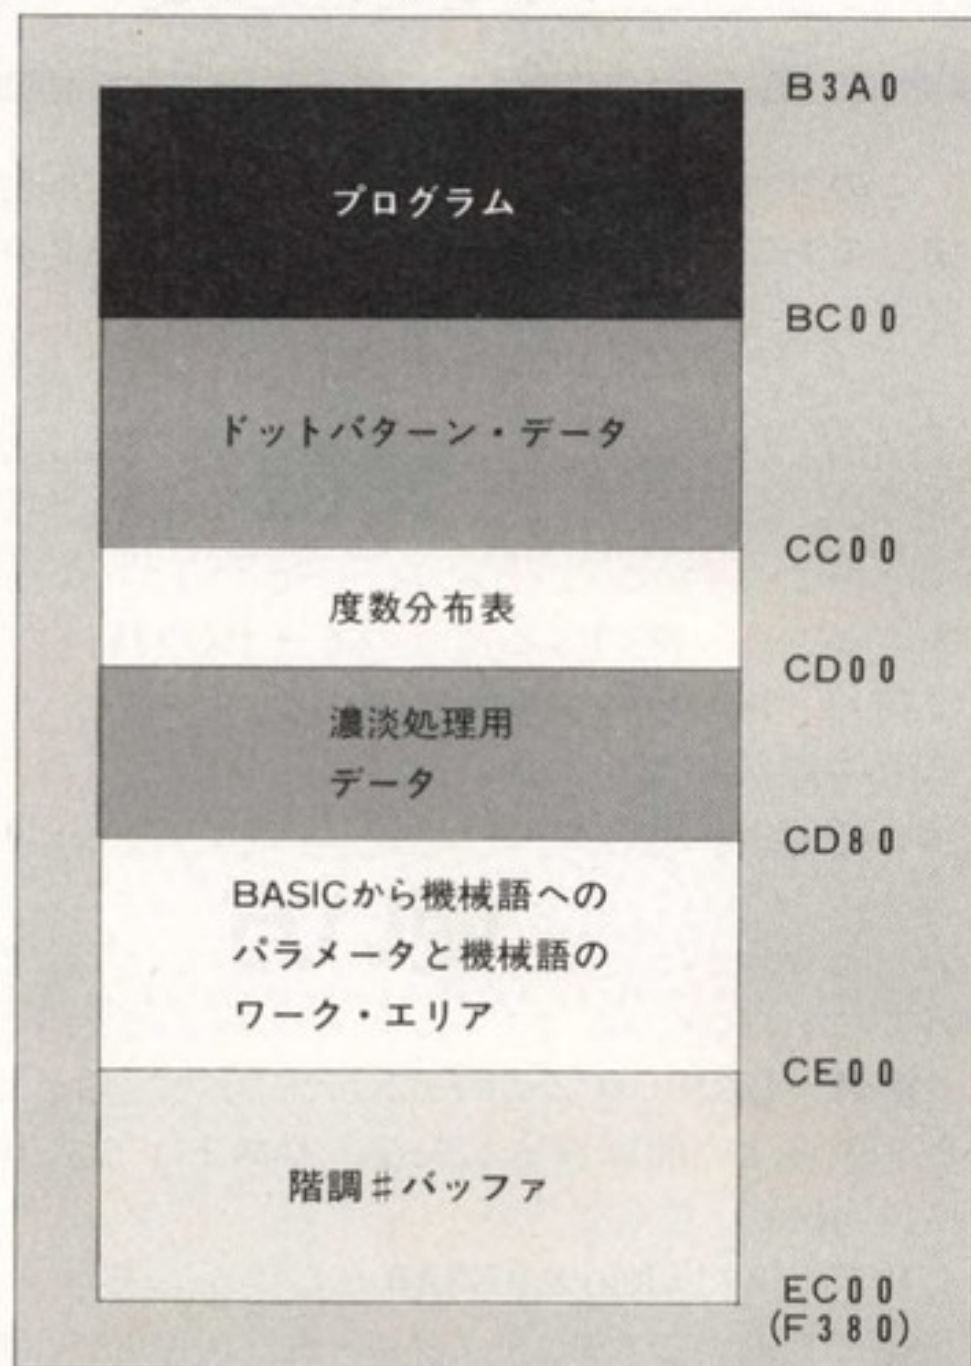 B3A0
プログラム
BC00
ドットパターン・データ
CC00
度数分布表
CD00
濃淡処理用
データ
CD80
BASICから機械語への
パラメータと機械語の
ワーク・エリア
CE00
階調#バッファ
EC00
(F380)